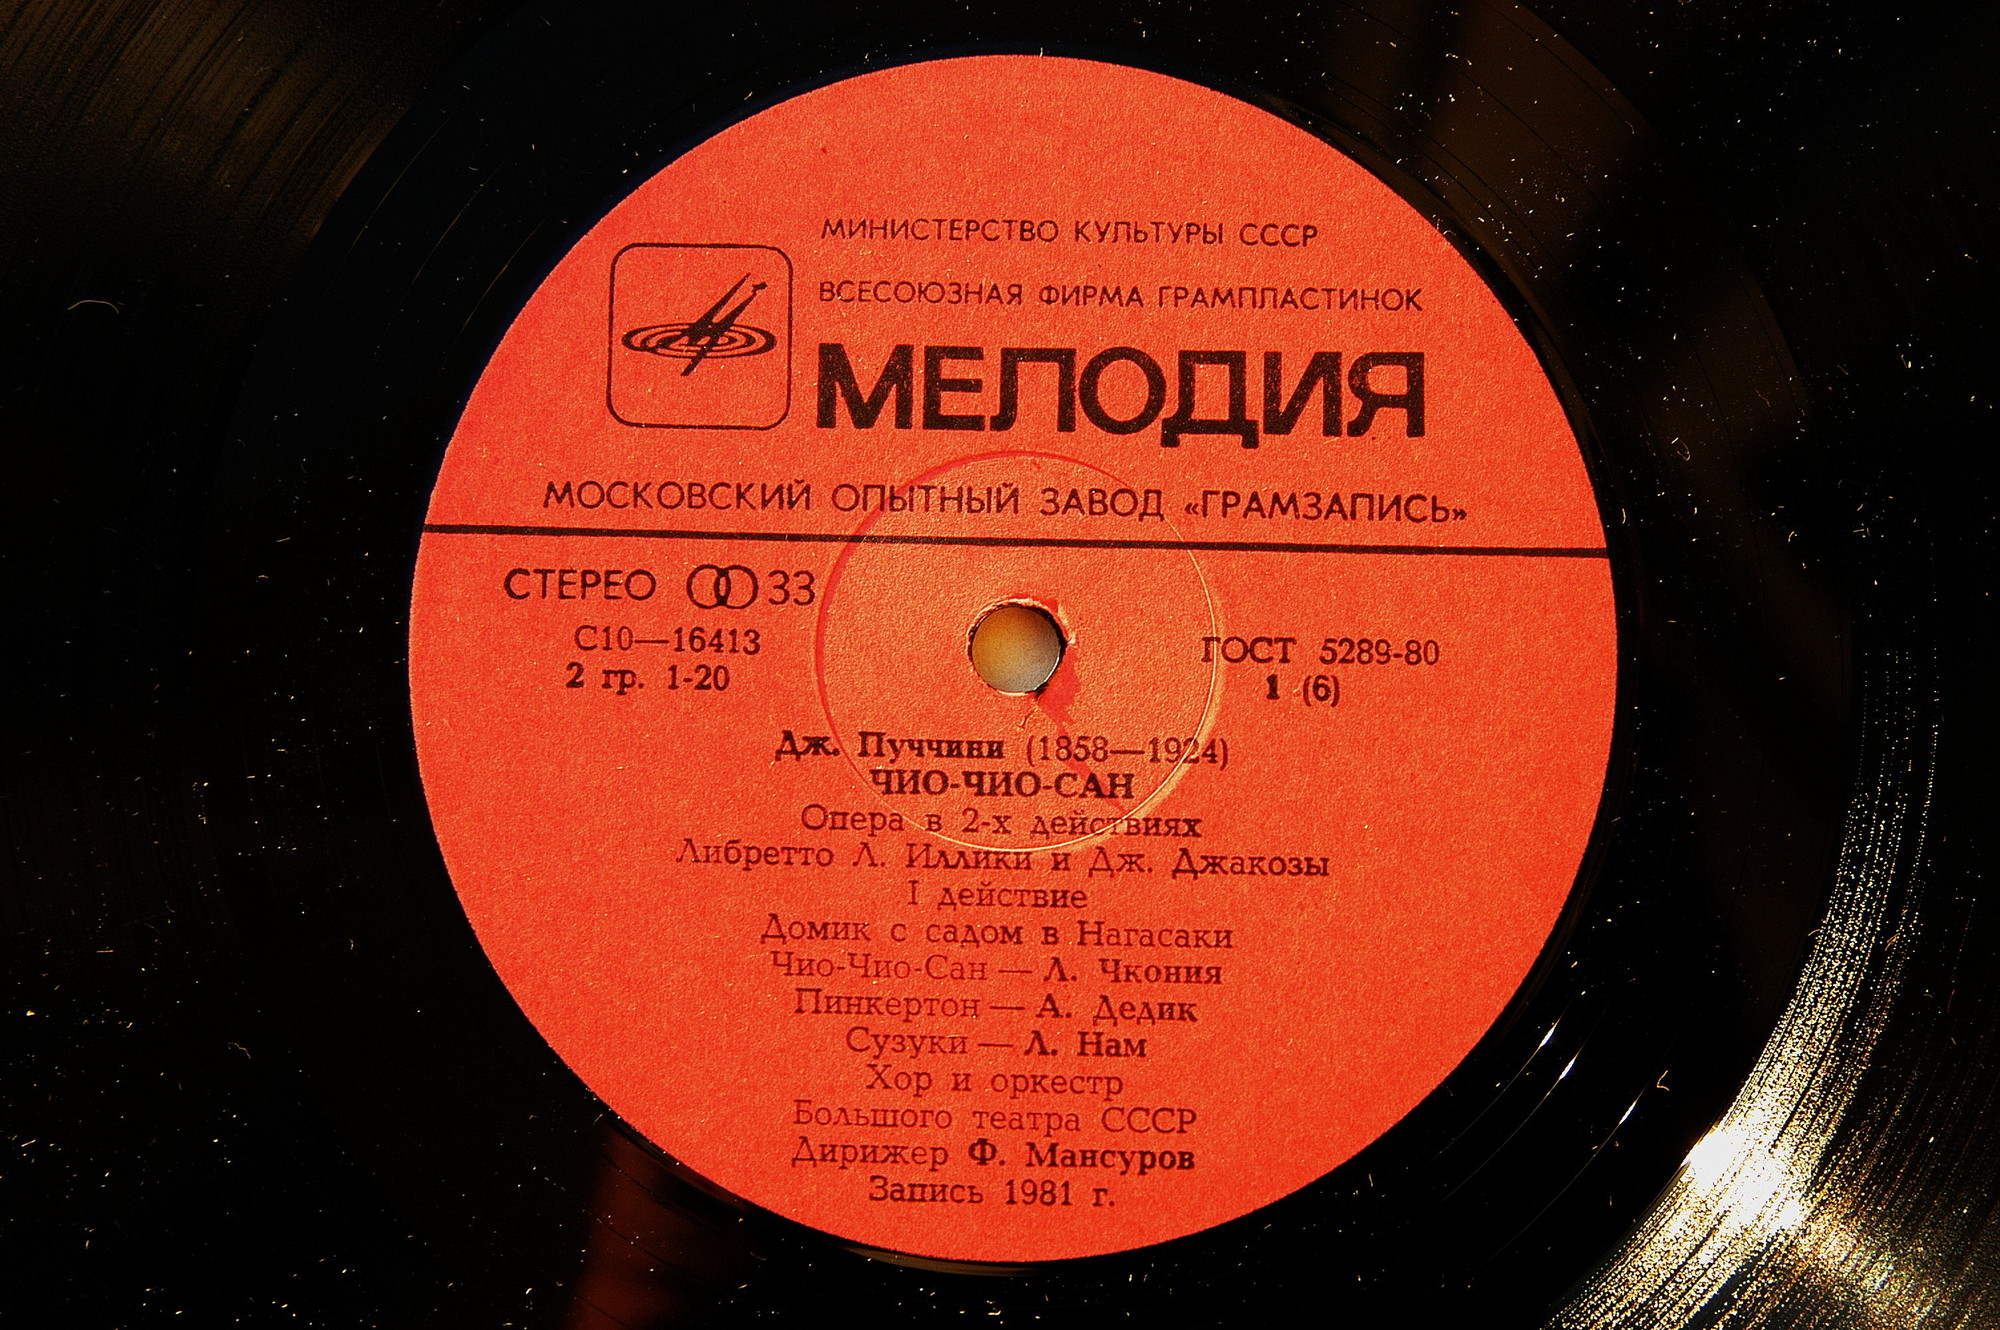 МИНИСТЕРСТВО КУЛЬТУРЫ СССР
ВСЕСОЮЗНАЯ ФИРМА ГРАМПЛАСТИНОК
МЕЛОДИЯ
МОСКОВСКИЙ ОПЫТНЫЙ ЗАВОД «ГРАМЗАПИСЬ»
СТЕРЕО 33
С10—16413
2 гр. 1-20
ГОСТ 5289-80
1 (6)
Дж. Пуччини (1858—1924)
ЧИО-ЧИО-САН
Опера в 2-х действиях
Либретто Л. Иллики и Дж. Джакозы
I действие
Домик с садом в Нагасаки
Чио-Чио-Сан — Л. Чкония
Пинкертон — А. Дедик
Сузуки — Л. Нам
Хор и оркестр
Большого театра СССР
Дирижер Ф. Мансуров
Запись 1981 г.